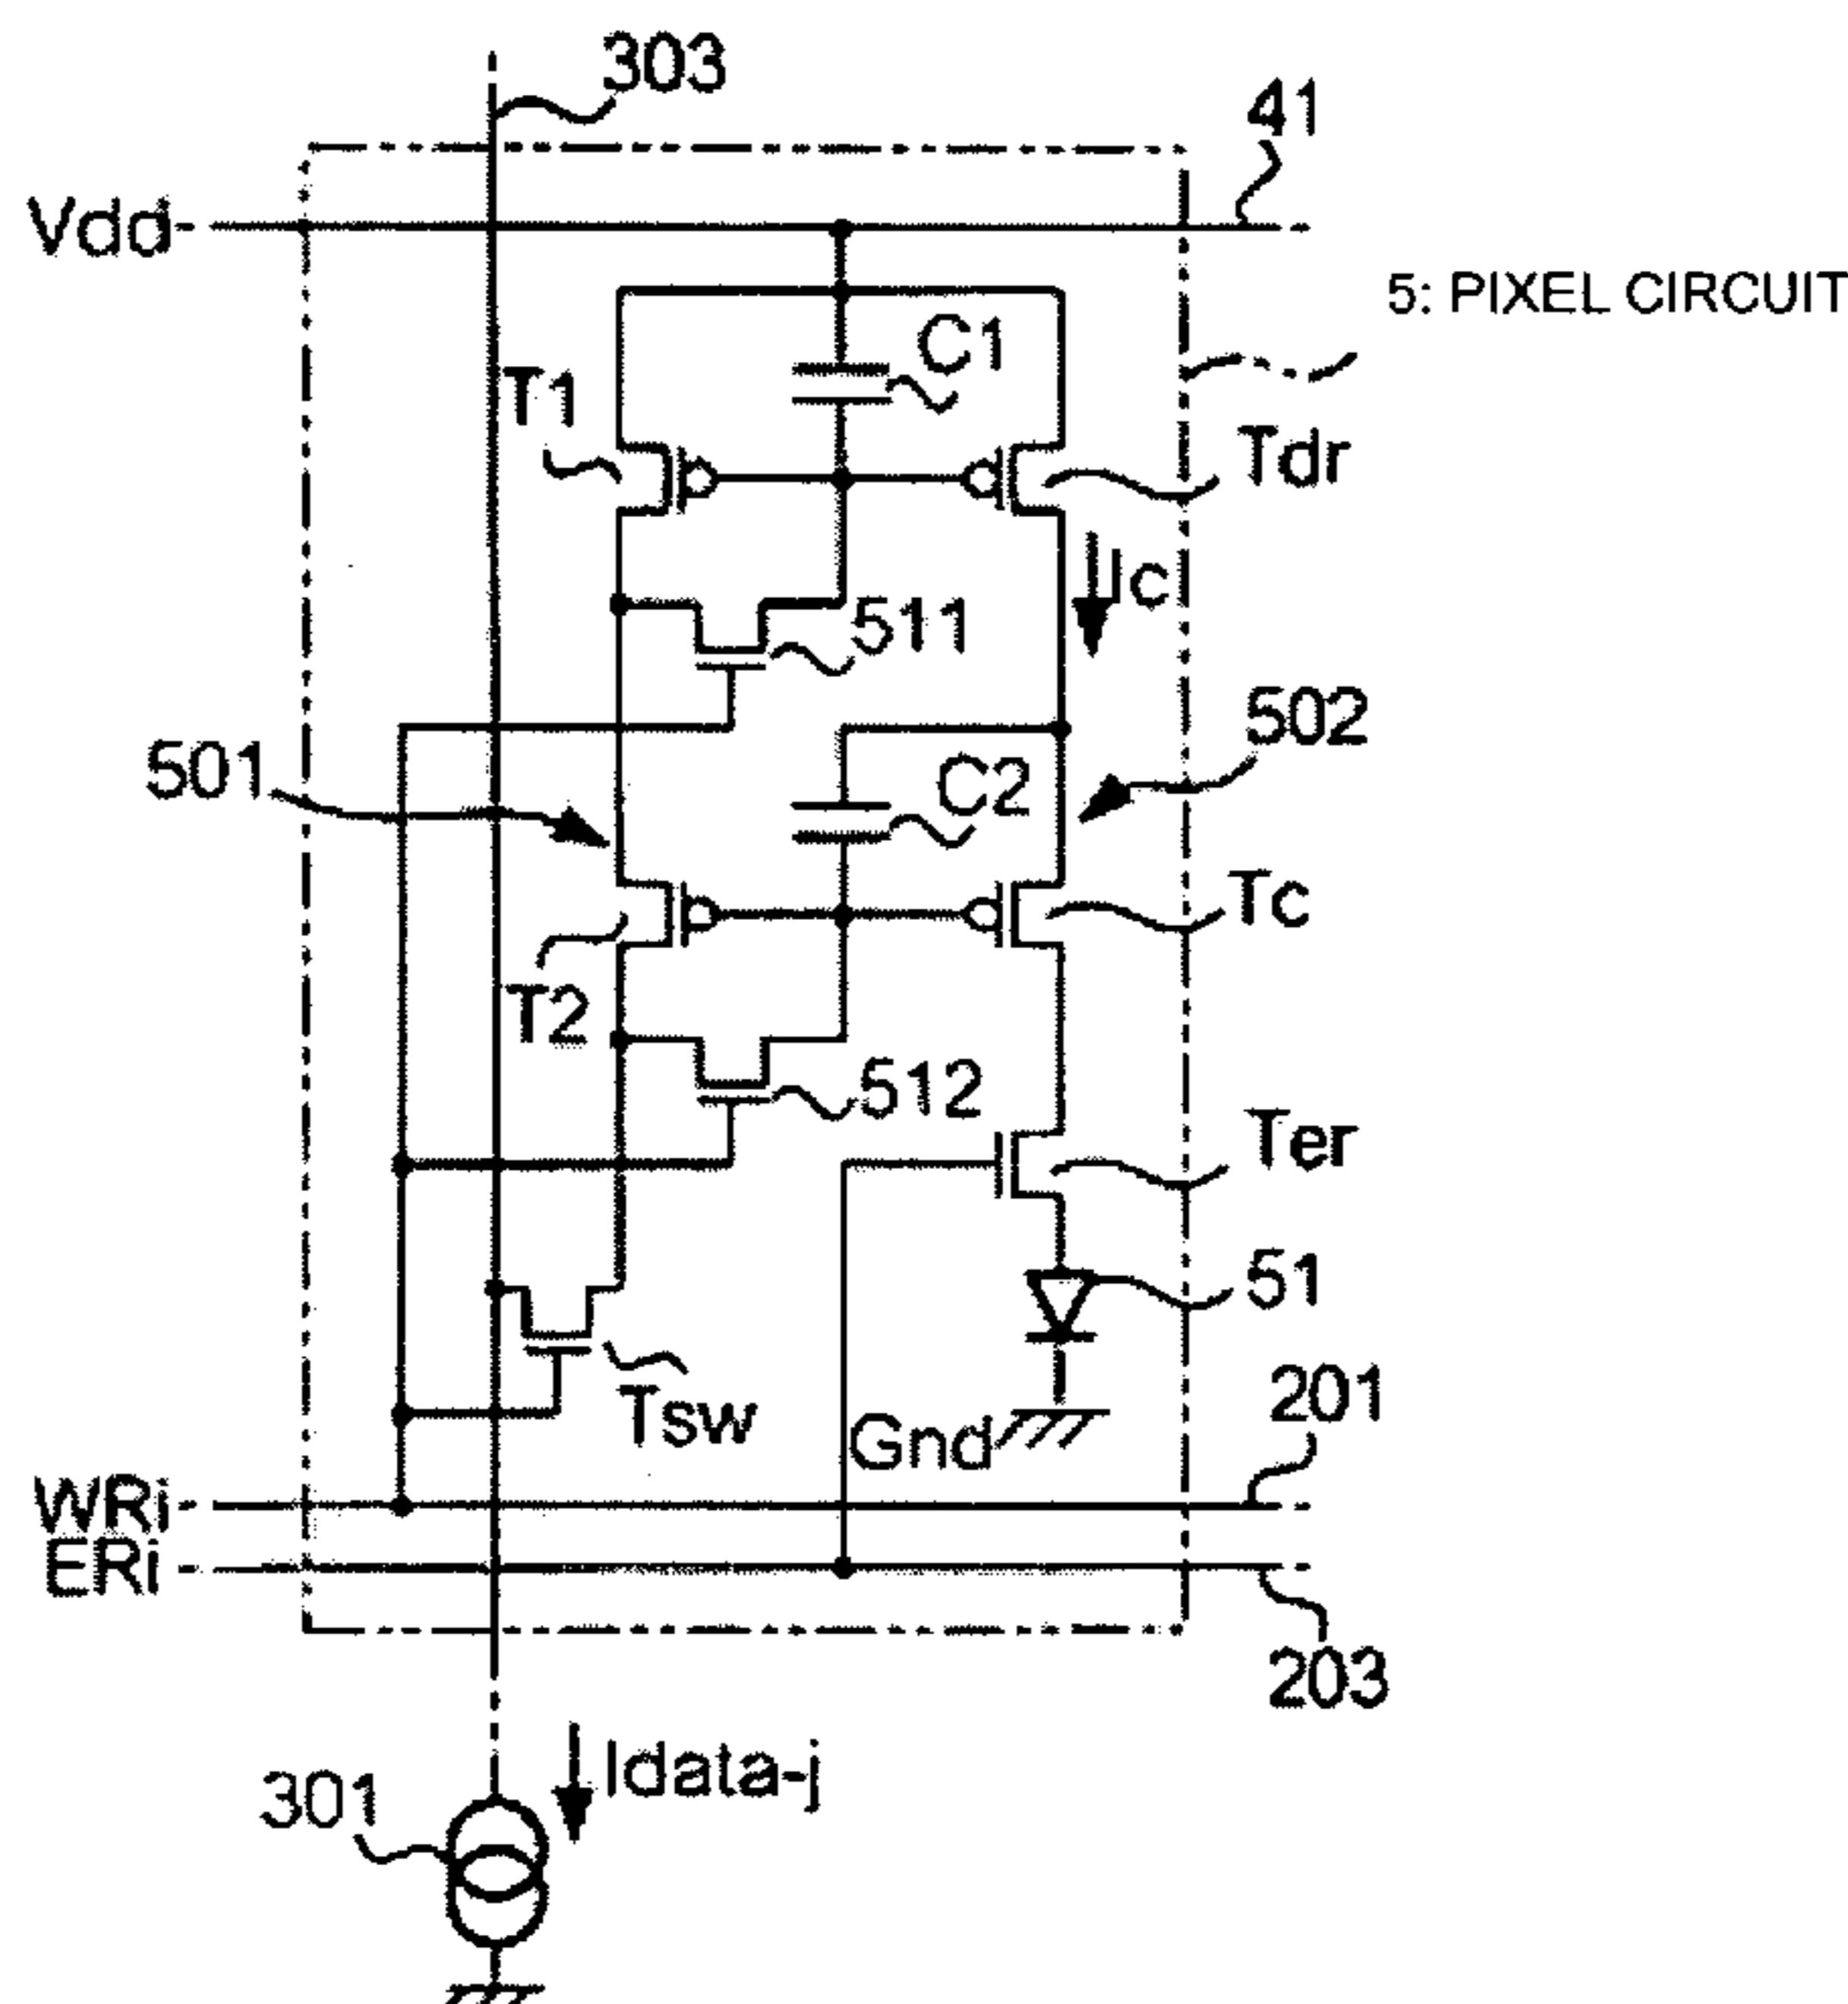 303
41
Vdd
5: PIXEL CIRCUIT
C1
T1
Tdr
Ic
511
502
501
C2
Tc
T2
512
Ter
51
201
Tsw
Gnd
WRi
ERi
203
Idata-j
301